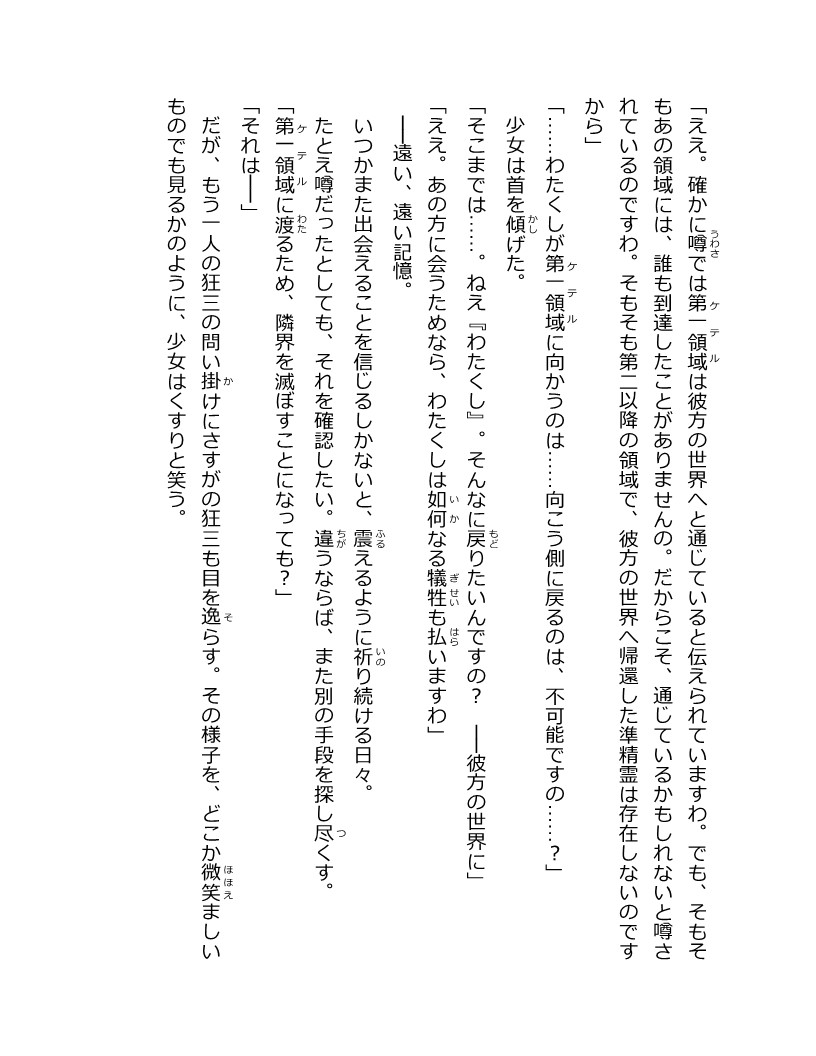 「ええ。確かに噂では第一領域は彼方の世界へと通じていると伝えられていますわ。でも、そもそ
もあの領域には、誰も到達したことがありませんの。だからこそ、通じているかもしれないと噂さ
れているのですわ。そもそも第二以降の領域で、彼方の世界へ帰還した準精霊は存在しないのです
から」
「……わたくしが第一領域に向かうのは……向こう側に戻るのは、不可能ですの……？」
少女は首を傾げた。
「そこまでは……。ねえ『わたくし』。そんなに戻りたいんですの？　──彼方の世界に」
「ええ。あの方に会うためなら、わたくしは如何なる犠牲も払いますわ」
──遠い、遠い記憶。
いつかまた出会えることを信じるしかないと、震えるように祈り続ける日々。
たとえ噂だったとしても、それを確認したい。違うならば、また別の手段を探し尽くす。
「第一領域に渡るため、隣界を滅ぼすことになっても？」
「それは──」
だが、もう一人の狂三の問い掛けにさすがの狂三も目を逸らす。その様子を、どこか微笑ましい
ものでも見るかのように、少女はくすりと笑う。